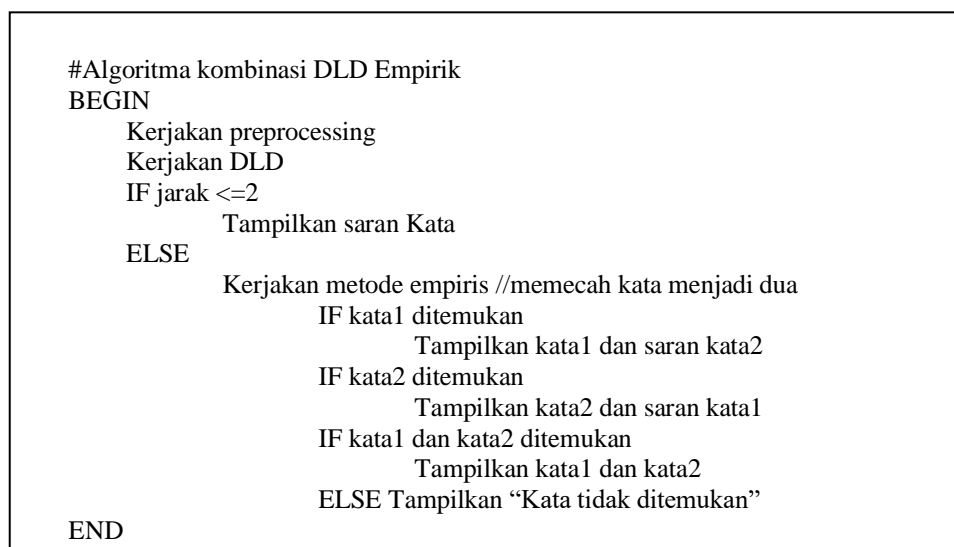 #Algoritma kombinasi DLD Empirik
BEGIN
Kerjakan preprocessing
Kerjakan DLD
IF jarak <=2
Tampilkan saran Kata
ELSE
Kerjakan metode empiris //memecah kata menjadi dua
IF kata1 ditemukan
Tampilkan kata1 dan saran kata2
IF kata2 ditemukan
Tampilkan kata2 dan saran kata1
IF kata1 dan kata2 ditemukan
Tampilkan kata1 dan kata2
ELSE Tampilkan “Kata tidak ditemukan”
END